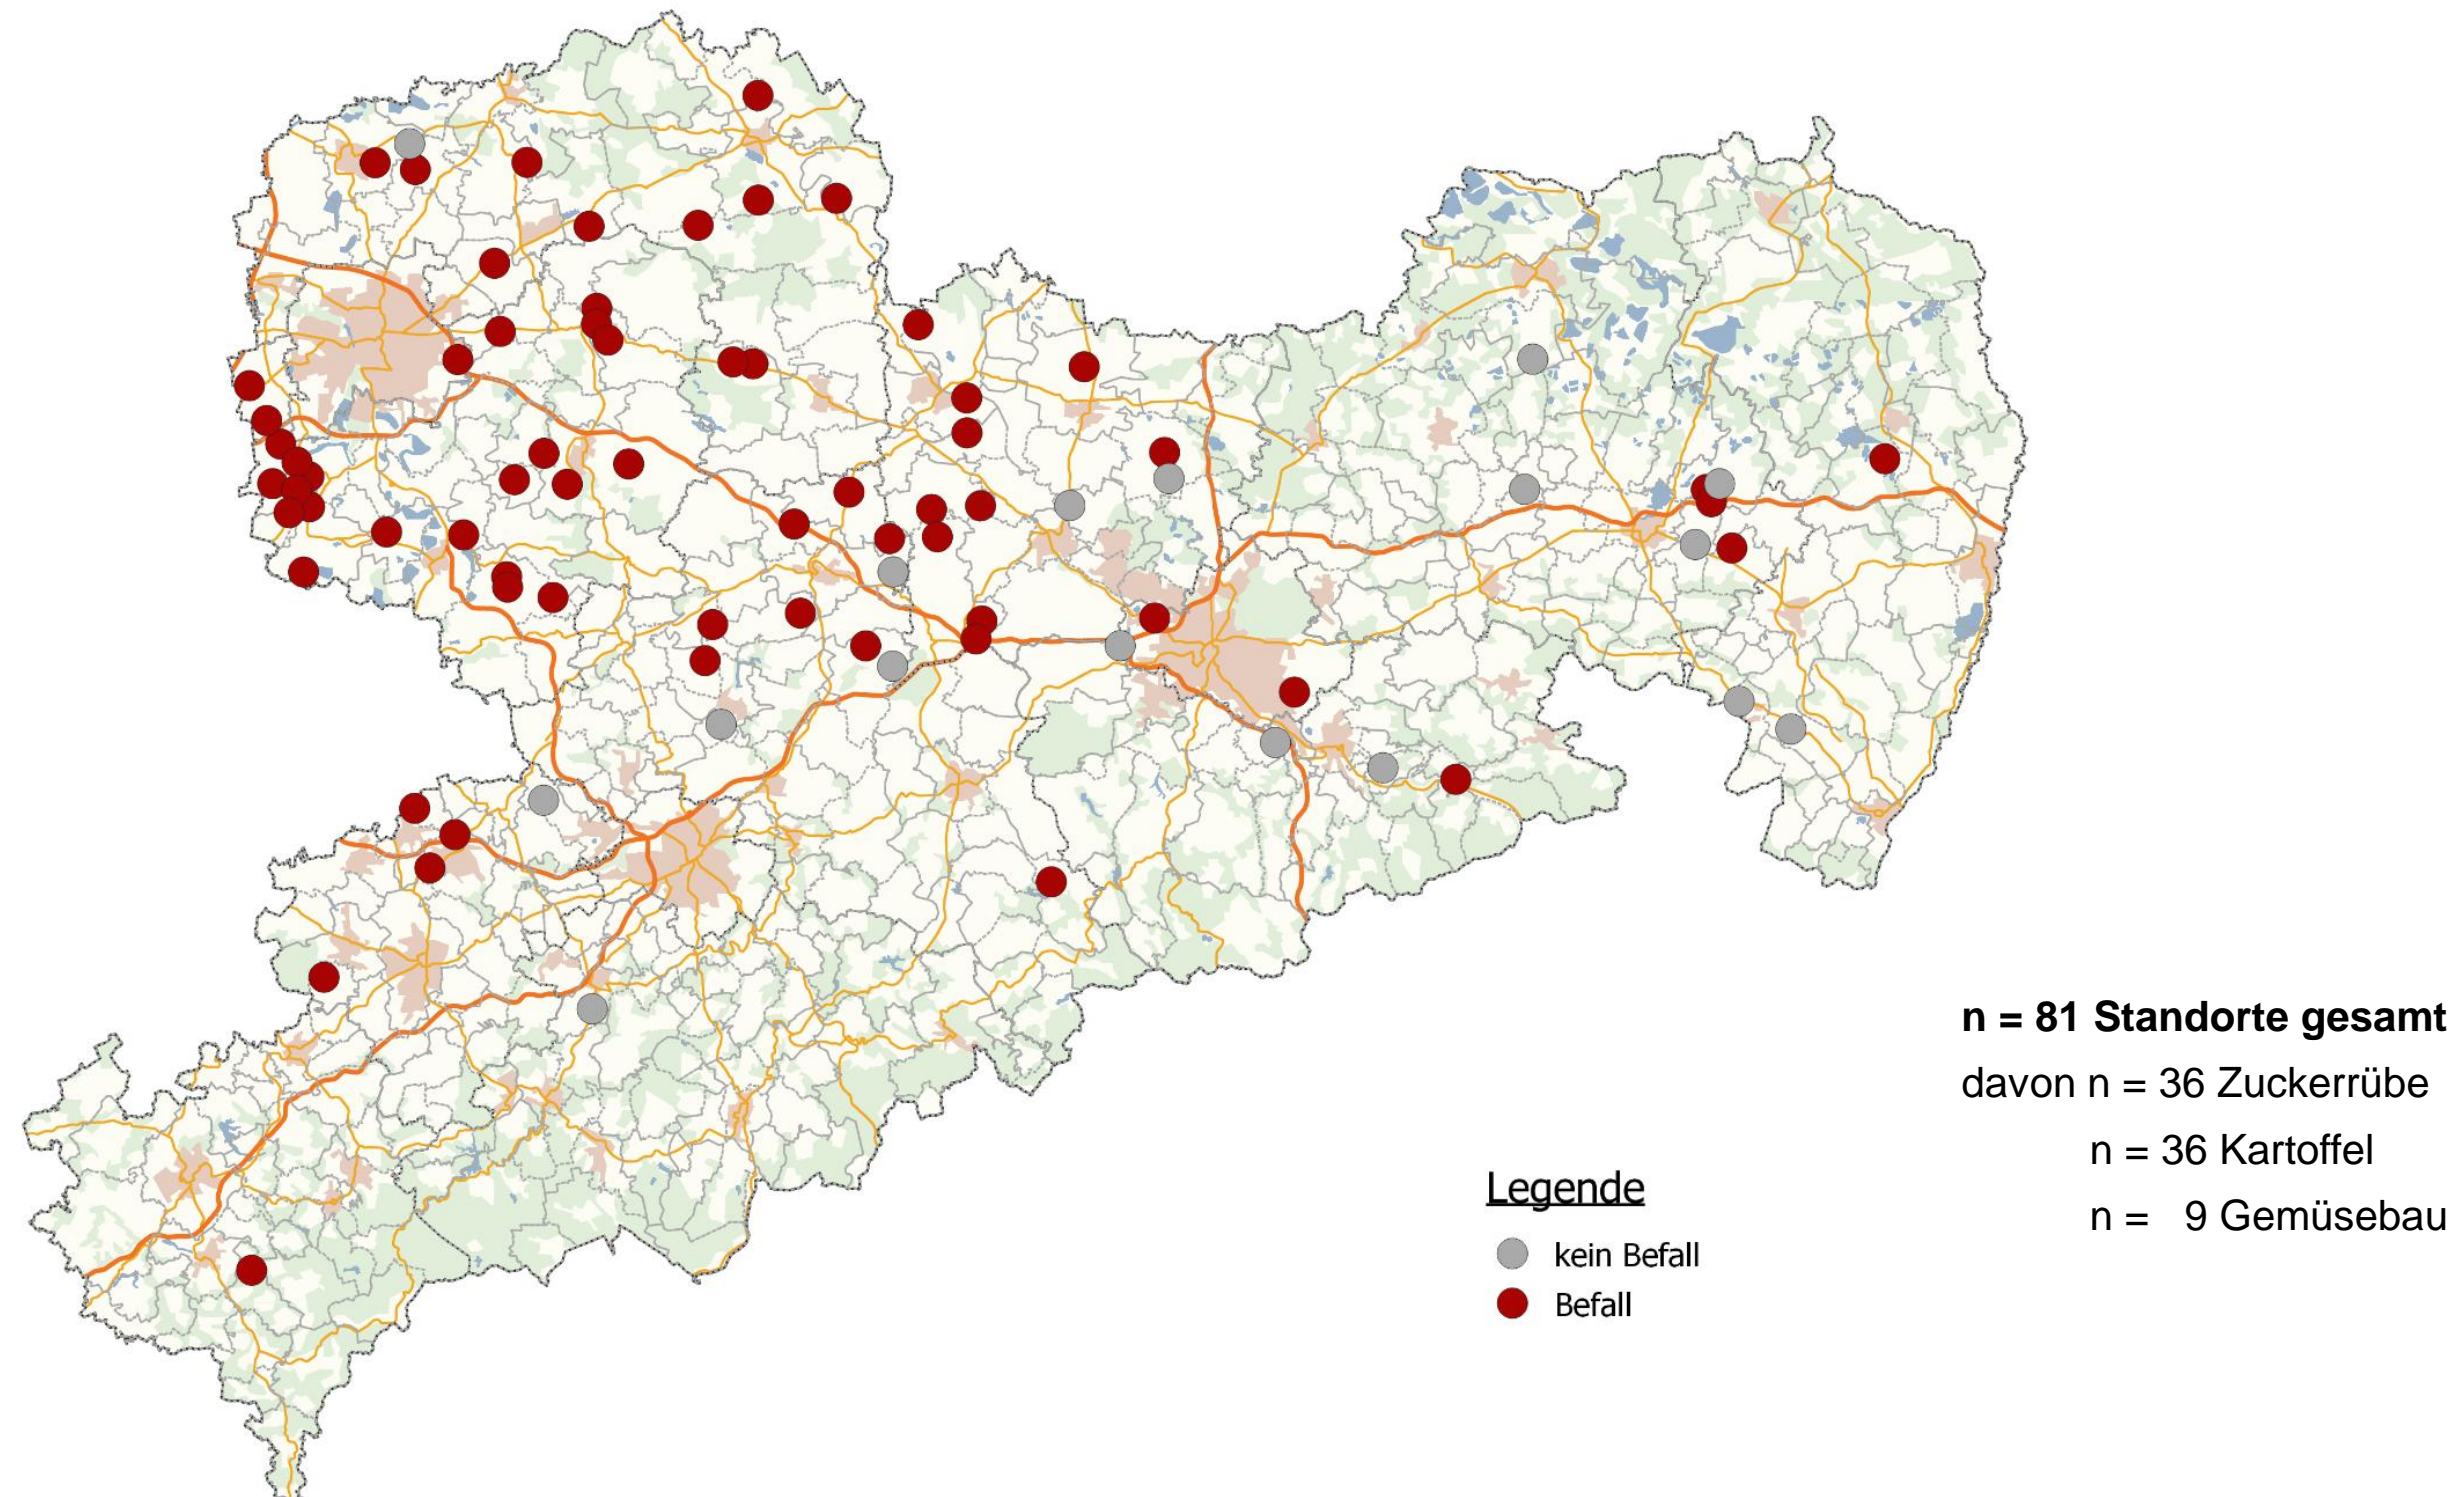 n = 81 Standorte gesamt
davon n = 36 Zuckerrübe
n = 36 Kartoffel
n = 9 Gemüsebau
Legende
kein Befall
Befall